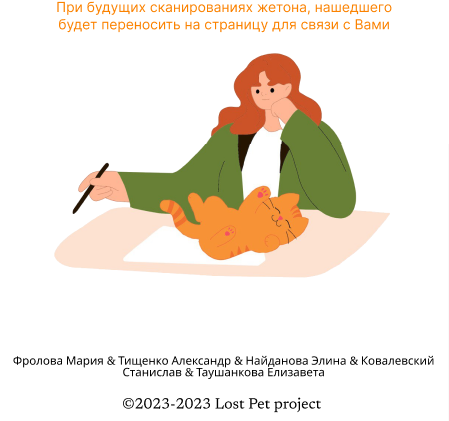 При будущих сканированиях жетона, нашедшего
будет переносить на страницу для связи с Вами
Фролова Мария & Тищенко Александр & Найданова Элина & Ковалевский
Станислав & Таушанкова Елизавета
©2023-2023 Lost Pet project